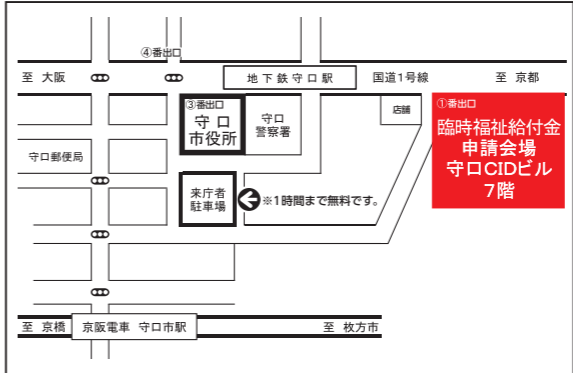 ④番出口
至 大阪
地下鉄守口駅
国道1号線
至 京都
③番出口
守口
市役所
守口
警察署
店舗
①番出口
臨時福祉給付金
申請会場
守口CIDビル
7階
守口郵便局
来庁者
駐車場
※1時間まで無料です。
至 京橋
京阪電車 守口市駅
至 枚方市